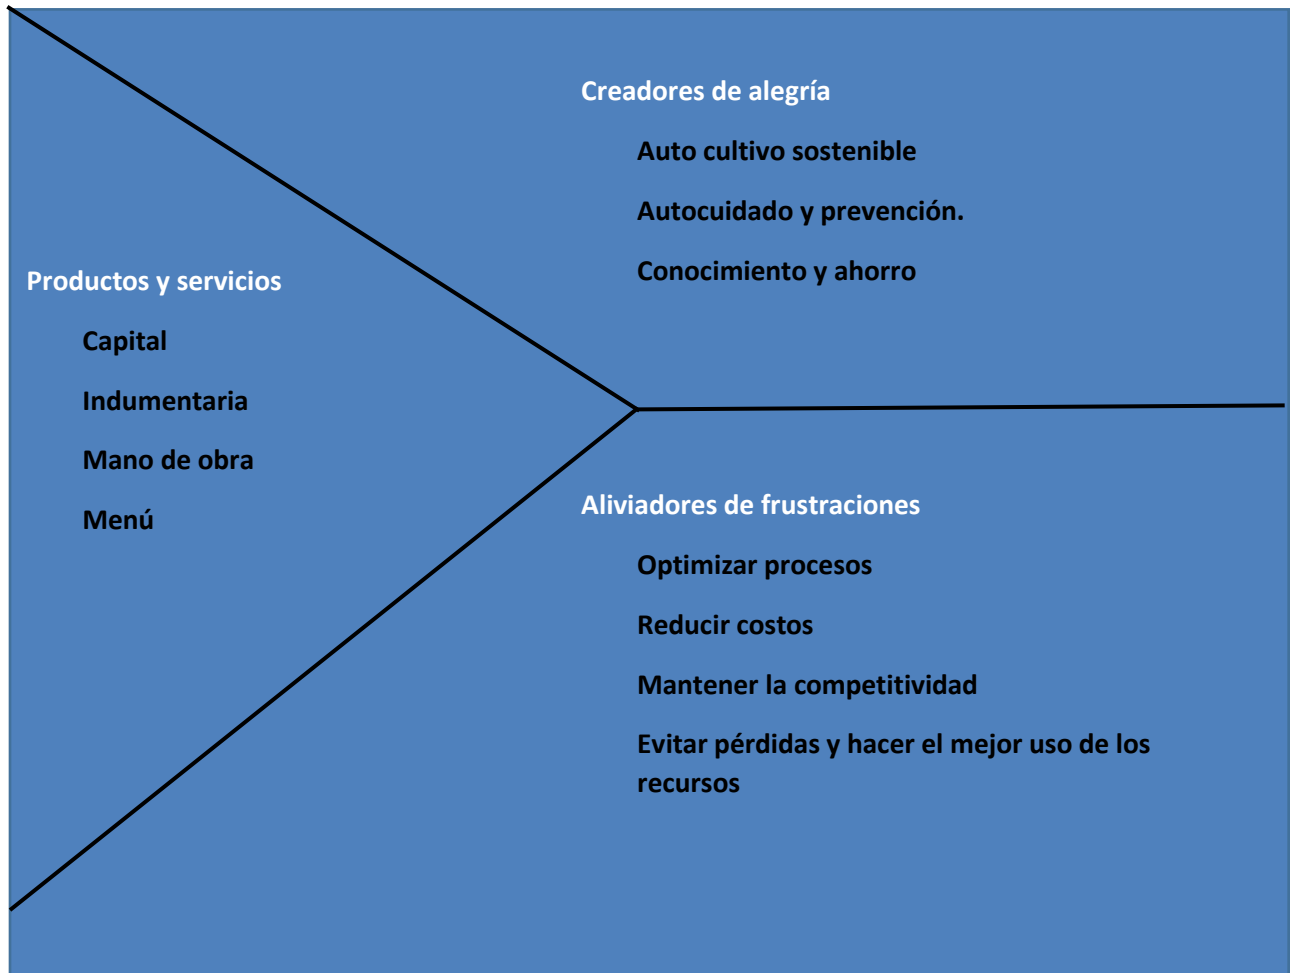 Creadores de alegría
Auto cultivo sostenible
Autocuidado y prevención.
Conocimiento y ahorro
Productos y servicios
Capital
Indumentaria
Mano de obra
Menú
Aliviadores de frustraciones
Optimizar procesos
Reducir costos
Mantener la competitividad
Evitar pérdidas y hacer el mejor uso de los
recursos